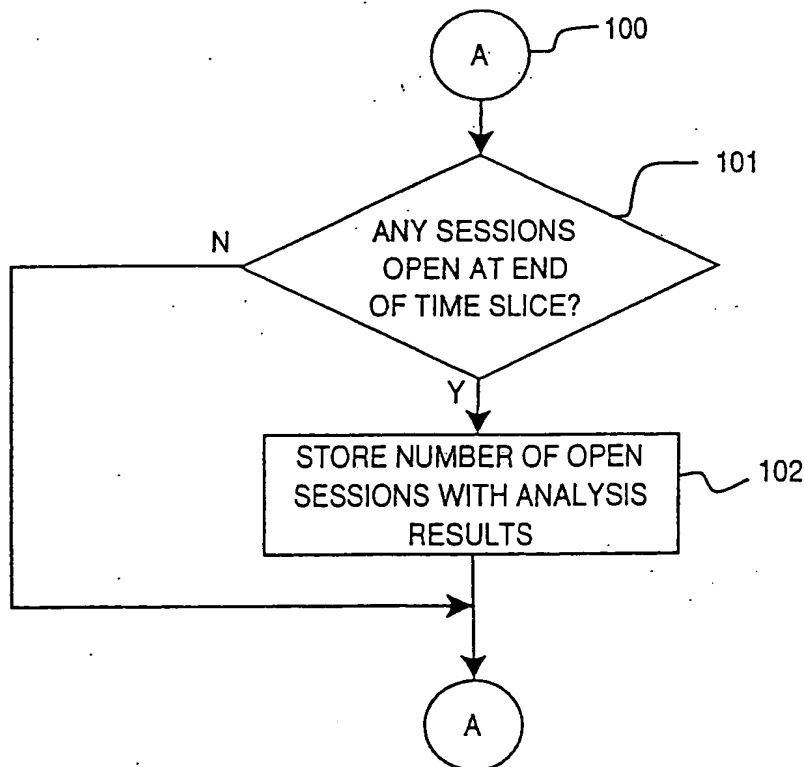 A
100
101
ANY SESSIONS
OPEN AT END
OF TIME SLICE?
N
Y
STORE NUMBER OF OPEN
SESSIONS WITH ANALYSIS
RESULTS
102
A